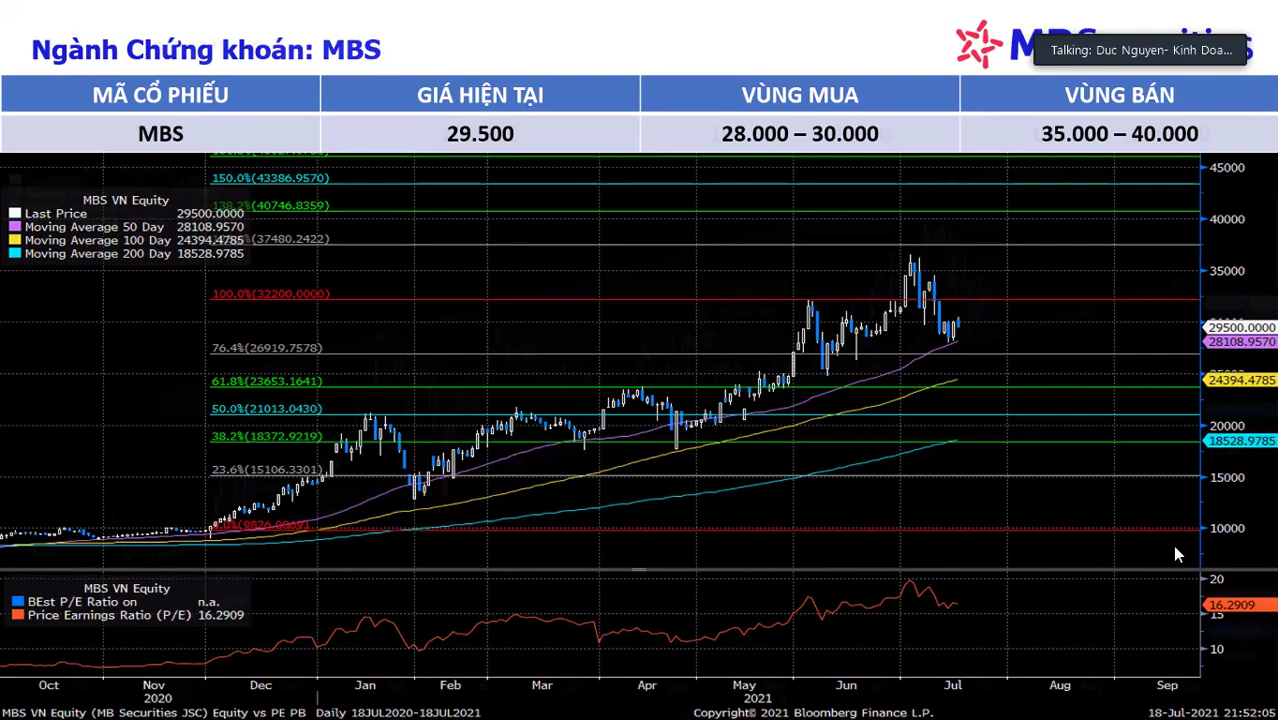 Ngành Chứng khoán: MBS
Talking: Duc Nguyen- Kinh Doa...
MÃ CỔ PHIẾU GIÁ HIỆN TẠI VÙNG MUA VÙNG BÁN
MBS 29.500 28.000 – 30.000 35.000 – 40.000
150.0%(43386.9570)
138.2%(40746.8359)
MBS VN Equity
Last Price 29500.0000
Moving Average 50 Day 28108.9570
Moving Average 100 Day 24394.4785
Moving Average 200 Day 18528.9785
(37480.2422)
100.0%(32200.0000)
76.4%(26919.7578)
61.8%(23653.1641)
50.0%(21013.0430)
38.2%(18372.9219)
23.6%(15106.3301)
45000
40000
35000
29500.0000
28108.9570
24394.4785
20000
18528.9785
15000
10000
MBS VN Equity
BEst P/E Ratio on n.a.
Price Earnings Ratio (P/E) 16.2909
20
16.2909
15
10
Oct Nov Dec Jan Feb Mar Apr May Jun Jul Aug Sep
2020 2021
MBS VN Equity (MB Securities JSC) Equity vs PE PB Daily 18JUL2020-18JUL2021 Copyright© 2021 Bloomberg Finance L.P. 18-Jul-2021 21:52:05